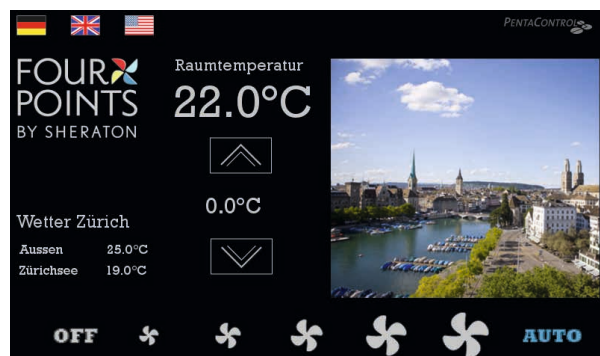 PENTACONTROL
FOUR
POINTS
BY SHERATON
Raumtemperatur
22.0°C
0.0°C
Wetter Zürich
Aussen 25.0°C
Zürichsee 19.0°C
OFF AUTO